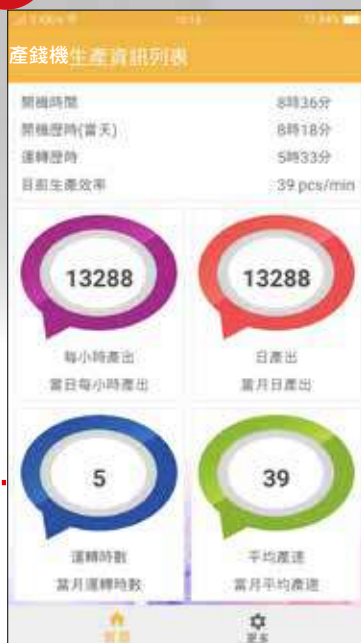 產錢機生產資訊列表
開機時間 8時36分
開機歷時(當天) 8時18分
運轉歷時 5時33分
目前生產效率 39 pcs/min
13288
13288
每小時產出
日產出
當日每小時產出
當月日產出
5
39
運轉時數
平均產速
當月運轉時數
當月平均產速
首頁
更多